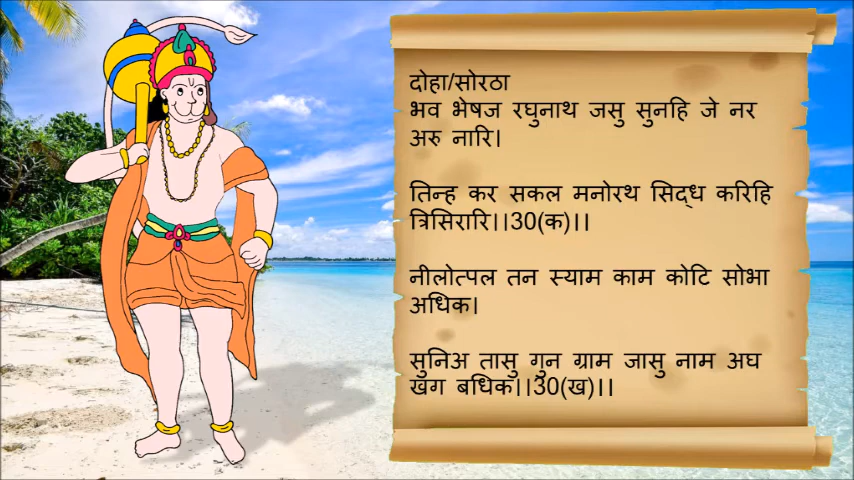 दोहा/सोरठा
भव भेषज रघुनाथ जसु सुनहि जे नर
अरु नारि।
तिन्ह कर सकल मनोरथ सिद्ध करिहि
त्रिसिरारि।।30(क)।।
नीलोत्पल तन स्याम काम कोटि सोभा
अधिक।
सुनिअ तासु गुन ग्राम जासु नाम अघ
खग बधिक।।30(ख)।।